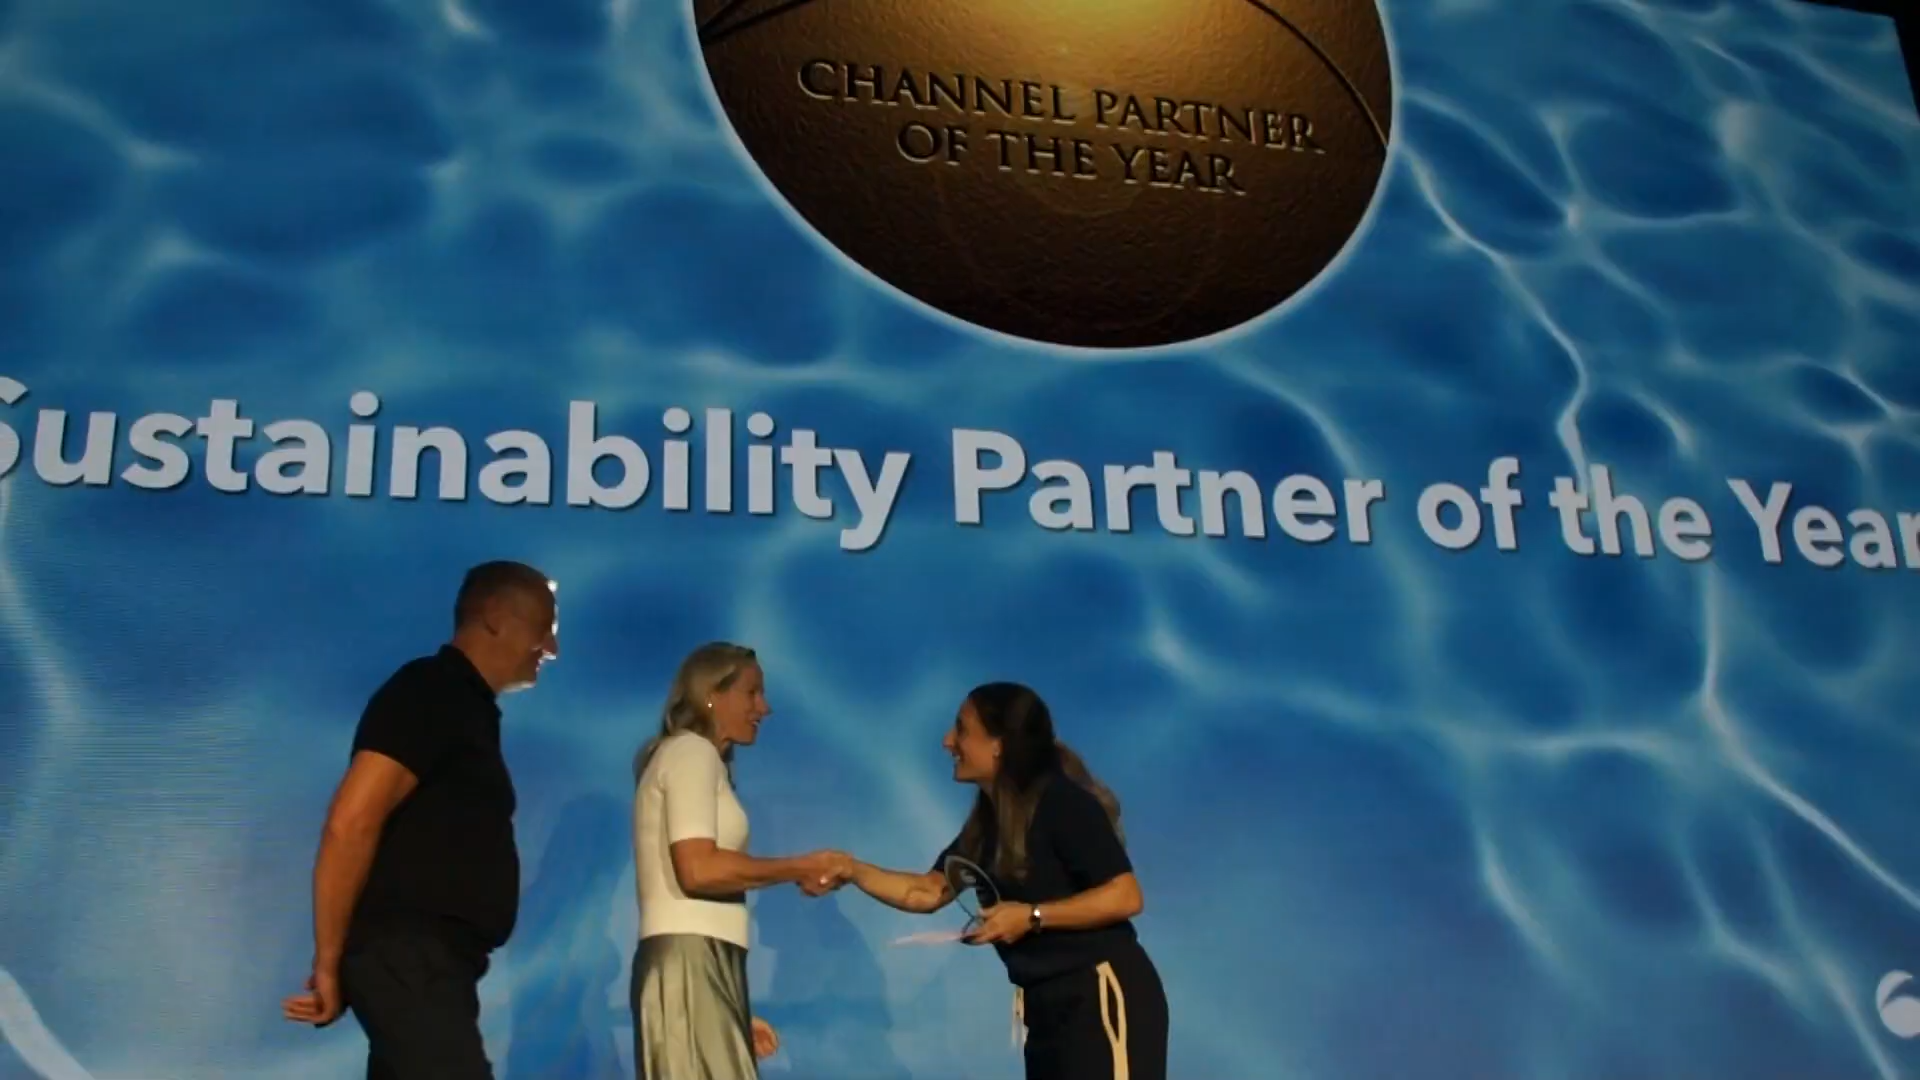 CHANNEL PARTNER
OF THE YEAR
Sustainability Partner of the Year